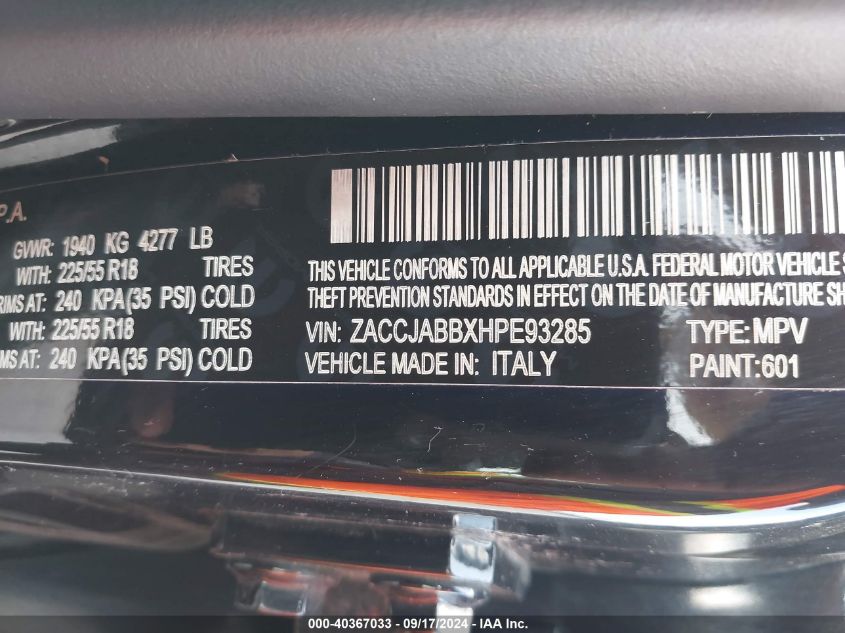 P.A.
GVWR: 1940 KG 4277 LB
WITH: 225/55 R18 TIRES
RIMS AT: 240 KPA(35 PSI) COLD
WITH: 225/55 R18 TIRES
MS AT: 240 KPA(35 PSI) COLD
THIS VEHICLE CONFORMS TO ALL APPLICABLE U.S.A. FEDERAL MOTOR VEHICLE S
THEFT PREVENTION STANDARDS IN EFFECT ON THE DATE OF MANUFACTURE SH
VIN: ZACCJABBXHPE93285 TYPE: MPV
VEHICLE MADE IN: ITALY PAINT:601
000-40367033 - 09/17/2024 - IAA Inc.